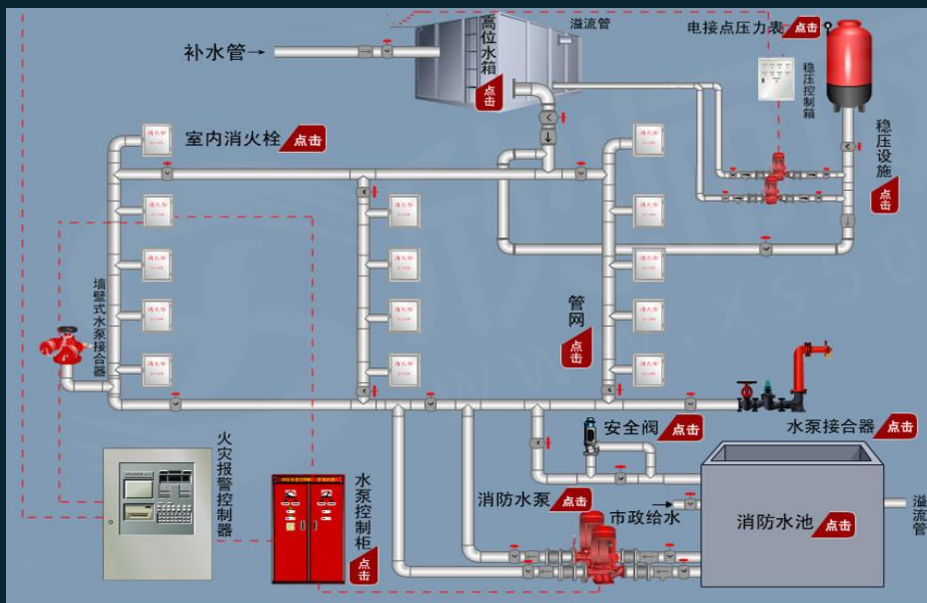 溢流管
电接点压力表
点击
补水管
高位水箱
点击
稳压控制箱
室内消火栓
点击
稳压设施
点击
墙壁式水泵接合器
管网
点击
安全阀
点击
水泵接合器
点击
火灾报警控制器
水泵控制柜
点击
消防水泵
点击
市政给水
消防水池
点击
溢流管